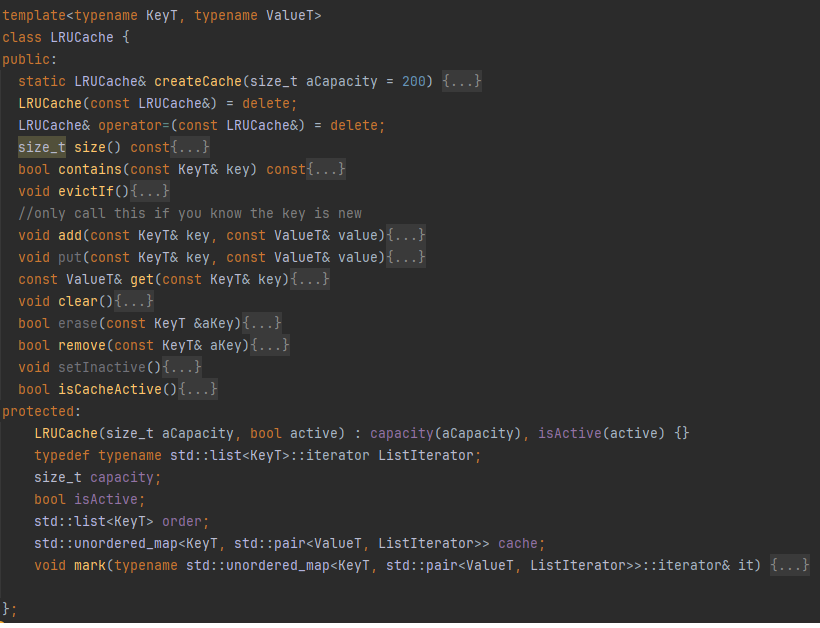 template<typename KeyT, typename ValueT>
class LRUCache {
public:
  static LRUCache& createCache(size_t aCapacity = 200) {...}
  LRUCache(const LRUCache&) = delete;
  LRUCache& operator=(const LRUCache&) = delete;
  size_t size() const{...}
  bool contains(const KeyT& key) const{...}
  void evictIf(){...}
  //only call this if you know the key is new
  void add(const KeyT& key, const ValueT& value){...}
  void put(const KeyT& key, const ValueT& value){...}
  const ValueT& get(const KeyT& key){...}
  void clear(){...}
  bool erase(const KeyT &aKey){...}
  bool remove(const KeyT& aKey){...}
  void setInactive(){...}
  bool isCacheActive(){...}
protected:
    LRUCache(size_t aCapacity, bool active) : capacity(aCapacity), isActive(active) {}
    typedef typename std::list<KeyT>::iterator ListIterator;
    size_t capacity;
    bool isActive;
    std::list<KeyT> order;
    std::unordered_map<KeyT, std::pair<ValueT, ListIterator>> cache;
    void mark(typename std::unordered_map<KeyT, std::pair<ValueT, ListIterator>>::iterator& it) {...}
};